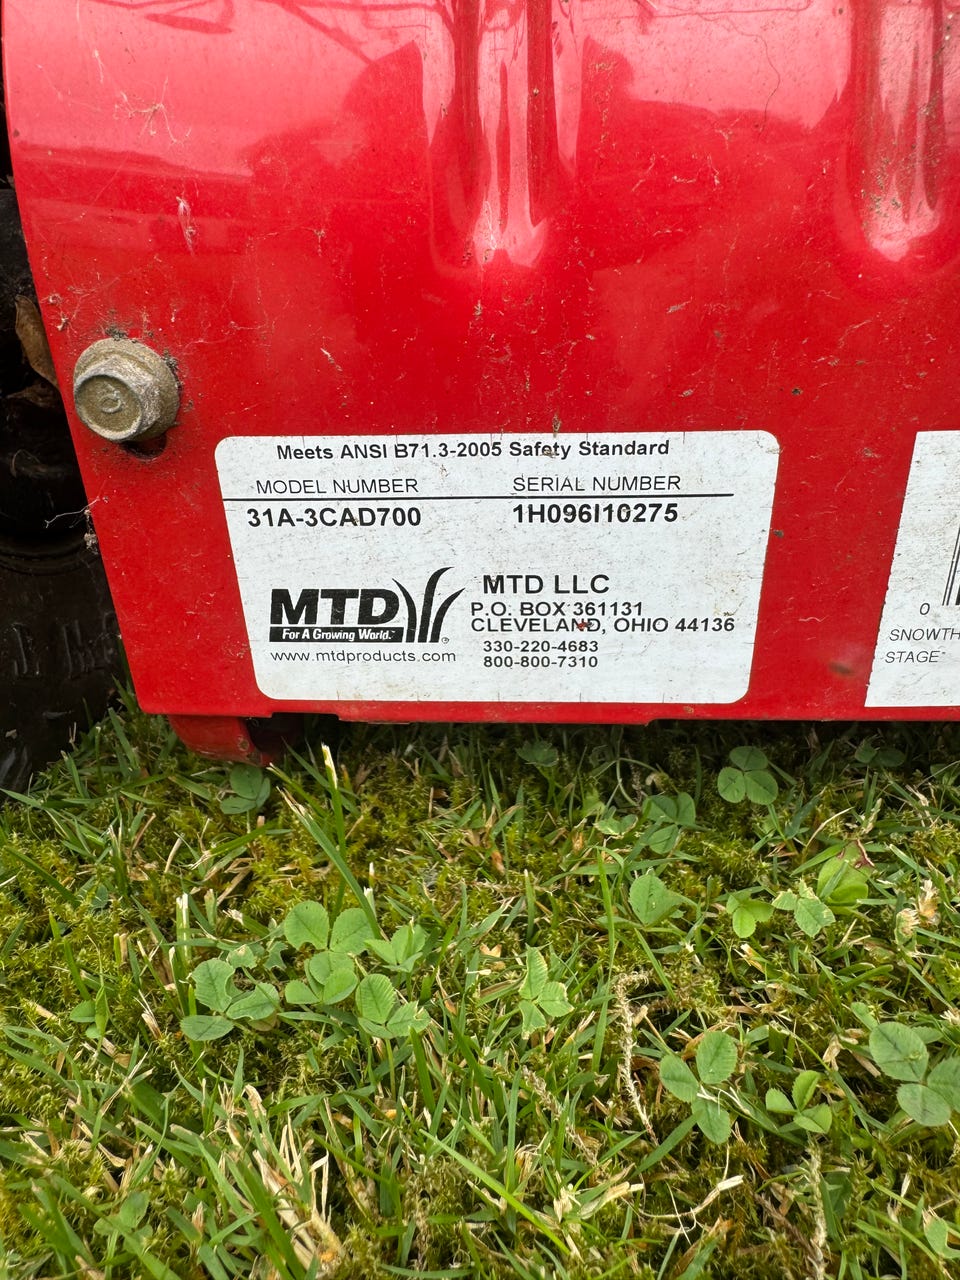 Meets ANSI B71.3-2005 Safety Standard
MODEL NUMBER SERIAL NUMBER
31A-3CAD700 1H096I10275
MTD
For A Growing World.™
www.mtdproducts.com
MTD LLC
P.O. BOX 361131
CLEVELAND, OHIO 44136
330-220-4683
800-800-7310
0
SNOWTH
STAGE